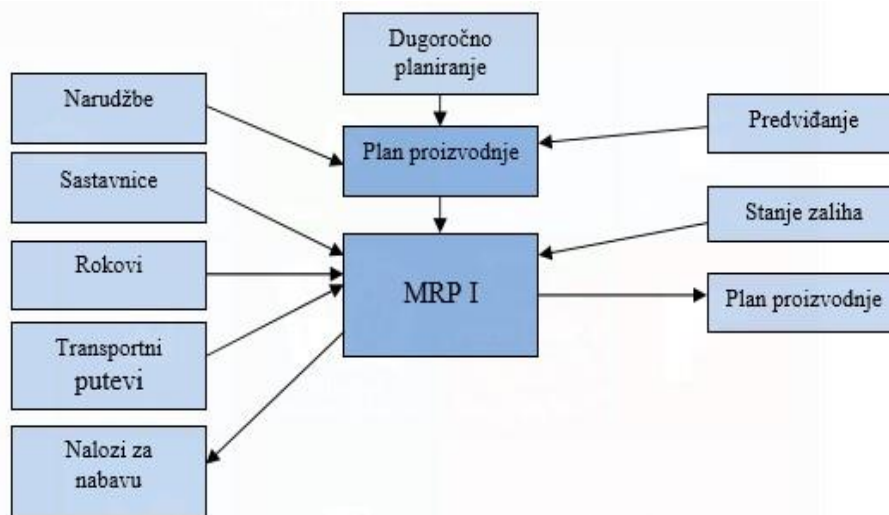 Dugoročno
planiranje
Narudžbe
Plan proizvodnje
Predviđanje
Sastavnice
Stanje zaliha
Rokovi
MRP I
Plan proizvodnje
Transportni
putevi
Nalozi za
nabavu